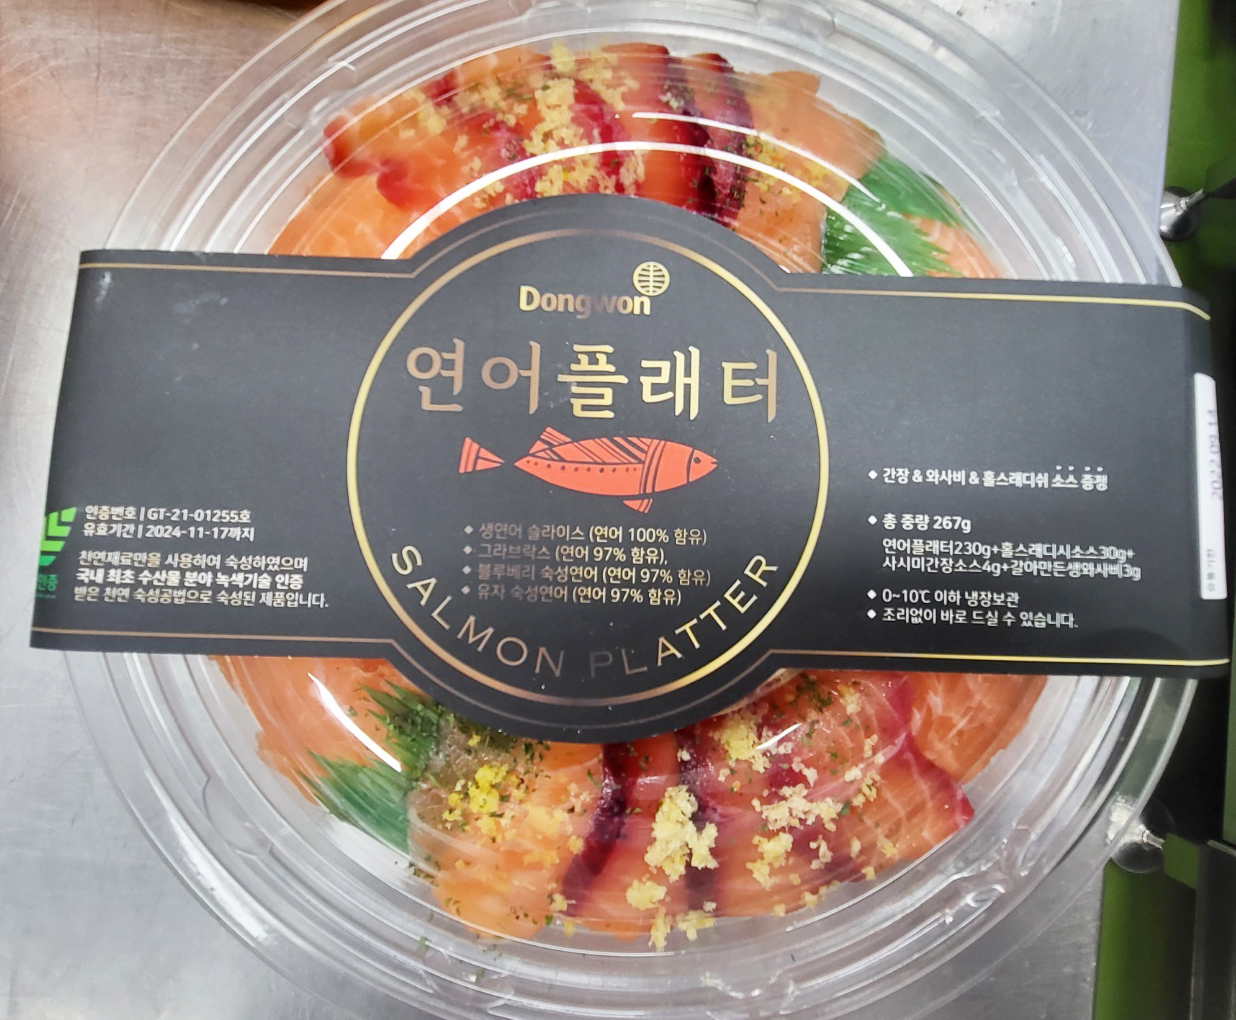 Dongwon
연어플래터
생연어 슬라이스 (연어 100% 함유)
그라브락스 (연어 97% 함유),
블루베리 숙성연어 (연어 97% 함유)
유자 숙성연어 (연어 97% 함유)
SALMON PLATTER
인증번호 | GT-21-01255호
유효기간 | 2024-11-17까지
천연재료만을 사용하여 숙성하였으며
국내 최초 수산물 분야 녹색기술 인증
받은 천연 숙성공법으로 숙성된 제품입니다.
인증
간장 & 와사비 & 홀스래디쉬 소스 증정
총 중량 267g
연어플래터230g+홀스래디시소스30g+
사시미간장소스4g+갈아만든생와사비3g
0~10℃ 이하 냉장보관
조리없이 바로 드실 수 있습니다.
2022.09.14
유통기한